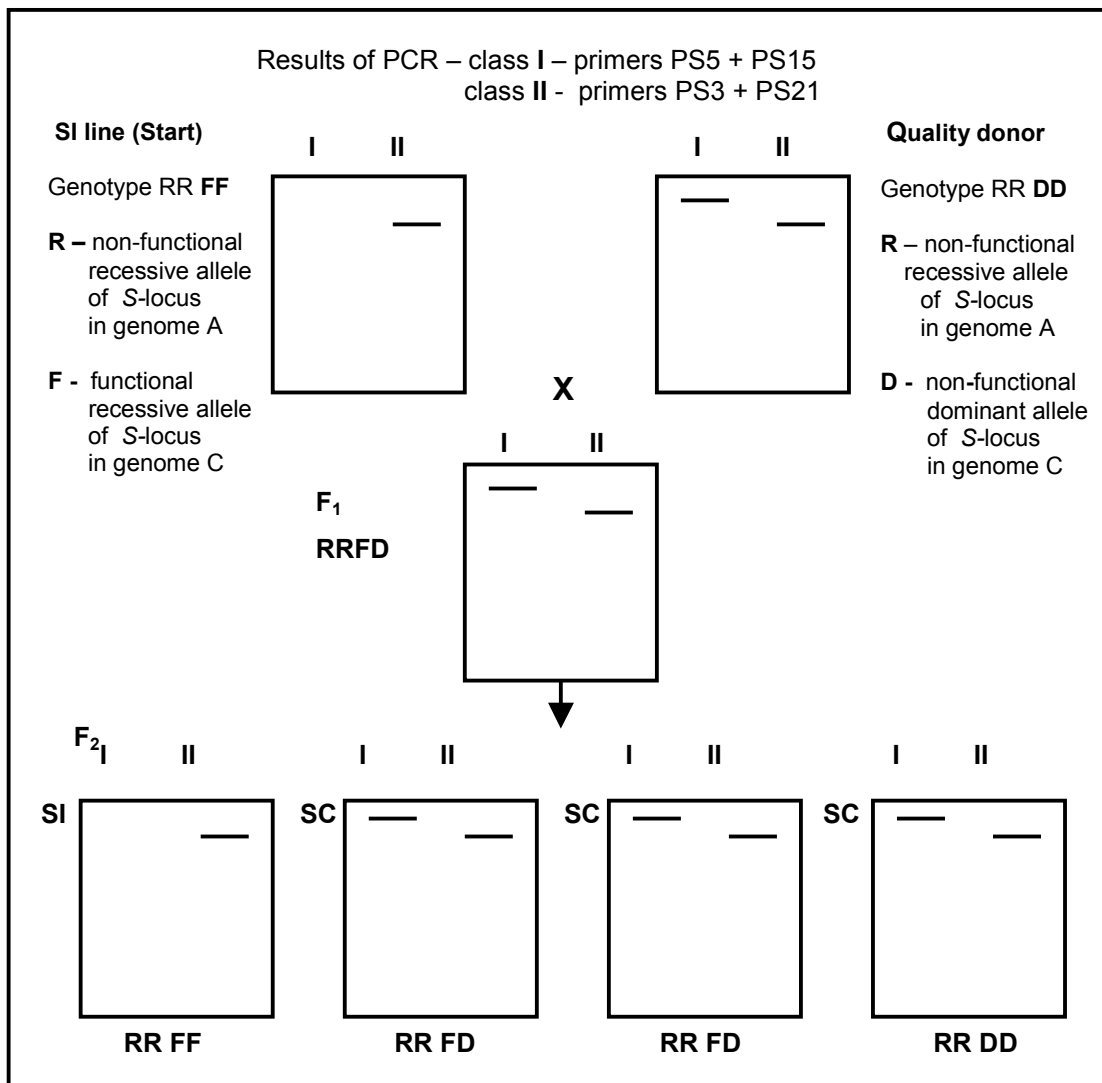 Results of PCR – class I – primers PS5 + PS15
class II - primers PS3 + PS21
SI line (Start)
I II
Genotype RR FF
R – non-functional
recessive allele
of S-locus
in genome A
F - functional
recessive allele
of S-locus
in genome C
I II
Quality donor
Genotype RR DD
R – non-functional
recessive allele
of S-locus
in genome A
D - non-functional
dominant allele
of S-locus
in genome C
X
I II
F1
RRFD
F2
I II
I II
I II
I II
SI
SC
SC
SC
RR FF
RR FD
RR FD
RR DD